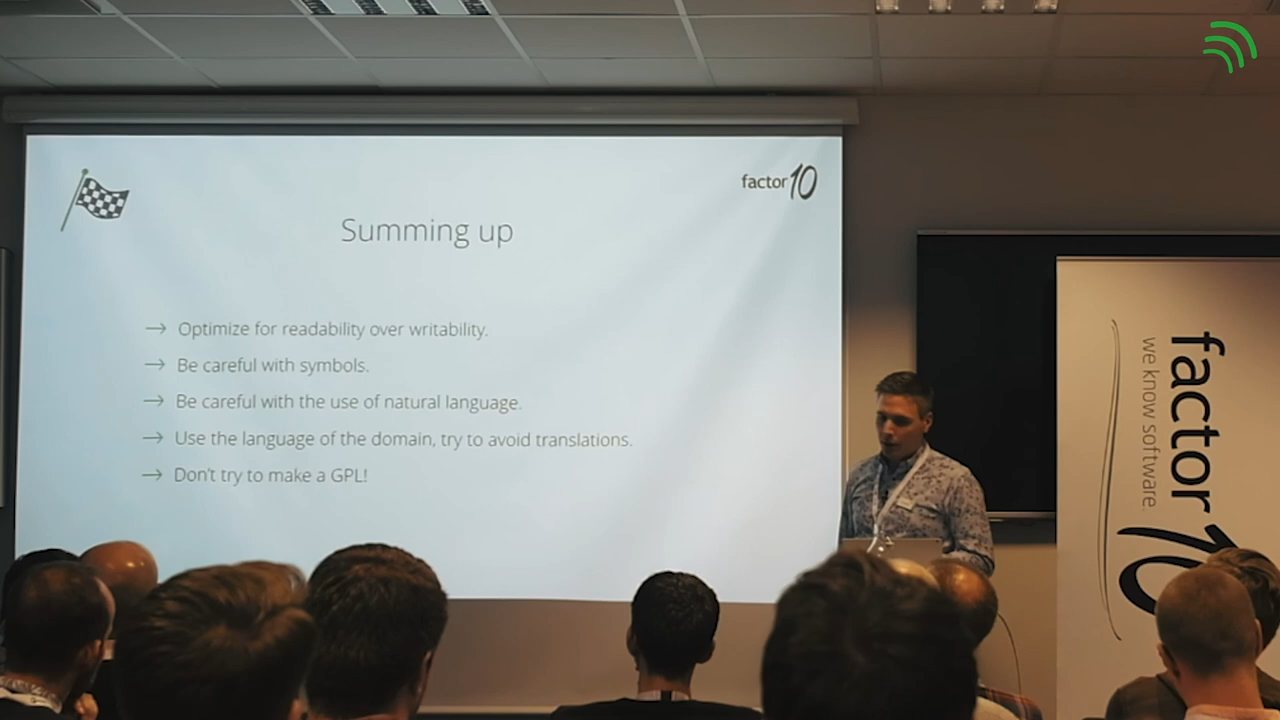 factor10
Summing up
→ Optimize for readability over writability.
→ Be careful with symbols.
→ Be careful with the use of natural language.
→ Use the language of the domain, try to avoid translations.
→ Don't try to make a GPL!
factor10
we know software.